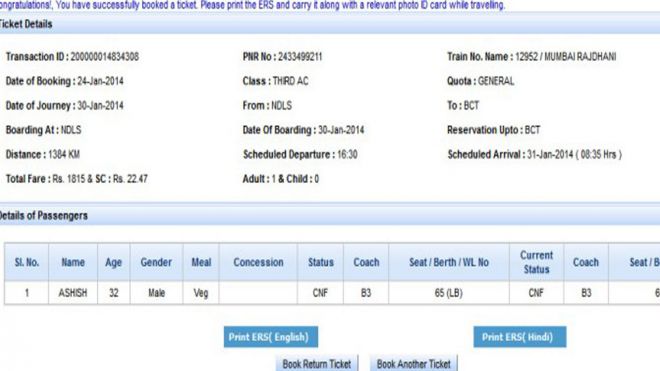 ongratulations!, You have successfully booked a ticket. Please print the ERS and carry it along with a relevant photo ID card while travelling.
Ticket Details
Transaction ID : 200000014834308 PNR No : 2433499211 Train No. Name : 12952 / MUMBAI RAJDHANI
Date of Booking : 24-Jan-2014 Class : THIRD AC Quota : GENERAL
Date of Journey : 30-Jan-2014 From : NDLS To : BCT
Boarding At : NDLS Date Of Boarding : 30-Jan-2014 Reservation Upto : BCT
Distance : 1384 KM Scheduled Departure : 16:30 Scheduled Arrival : 31-Jan-2014 ( 08:35 Hrs )
Total Fare : Rs. 1815 & SC : Rs. 22.47 Adult : 1 & Child : 0
Details of Passengers
Sl. No. Name Age Gender Meal Concession Status Coach Seat / Berth / WL No Current Status Coach Seat / B
1 ASHISH 32 Male Veg CNF B3 65 (LB) CNF B3 6
Print ERS( English) Print ERS( Hindi)
Book Return Ticket Book Another Ticket